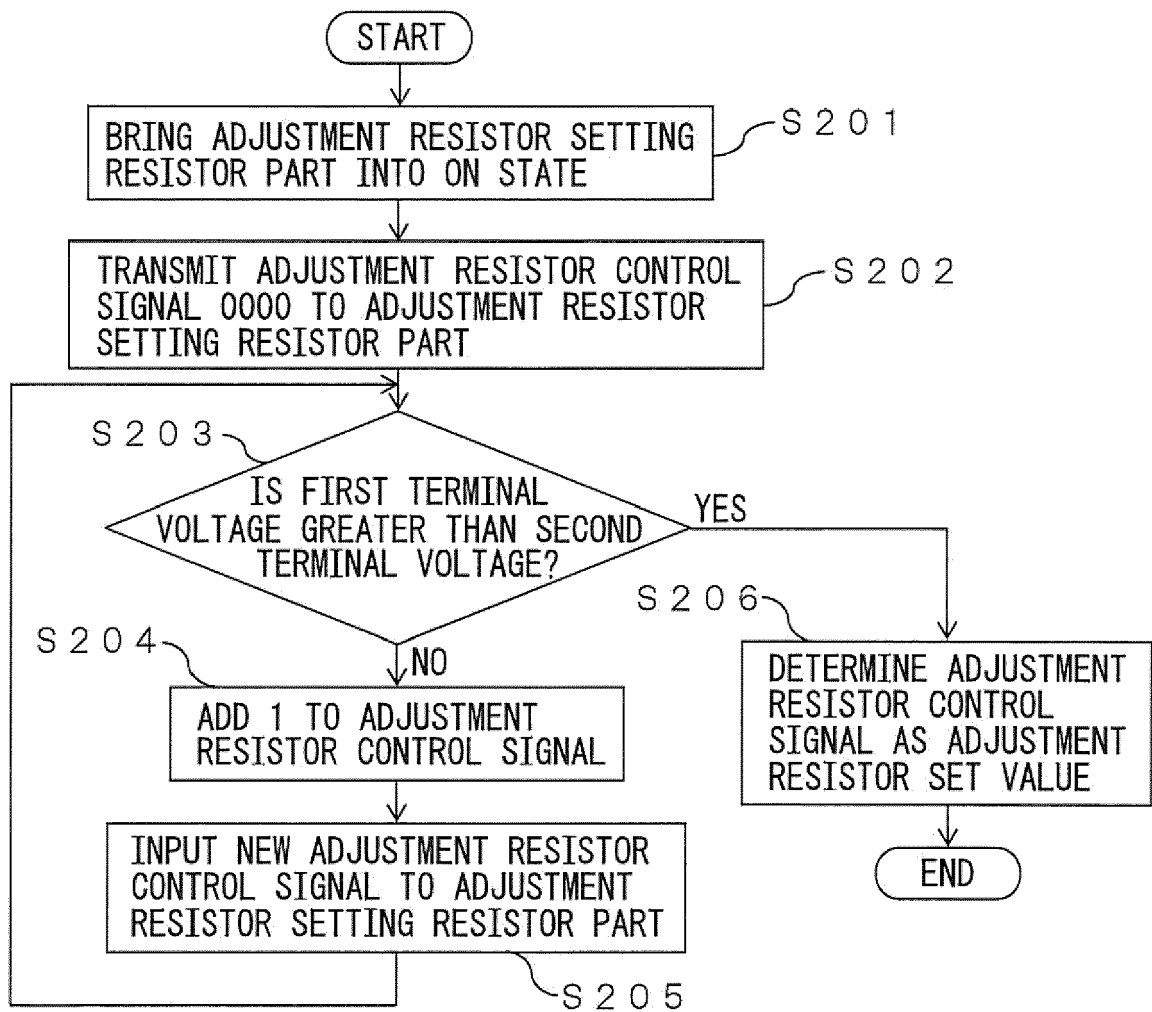 START
BRING ADJUSTMENT RESISTOR SETTING
RESISTOR PART INTO ON STATE
S201
TRANSMIT ADJUSTMENT RESISTOR CONTROL
SIGNAL 0000 TO ADJUSTMENT RESISTOR
SETTING RESISTOR PART
S202
S203
IS FIRST TERMINAL
VOLTAGE GREATER THAN SECOND
TERMINAL VOLTAGE?
YES
NO
S204
ADD 1 TO ADJUSTMENT
RESISTOR CONTROL SIGNAL
INPUT NEW ADJUSTMENT RESISTOR
CONTROL SIGNAL TO ADJUSTMENT
RESISTOR SETTING RESISTOR PART
S205
S206
DETERMINE ADJUSTMENT
RESISTOR CONTROL
SIGNAL AS ADJUSTMENT
RESISTOR SET VALUE
END